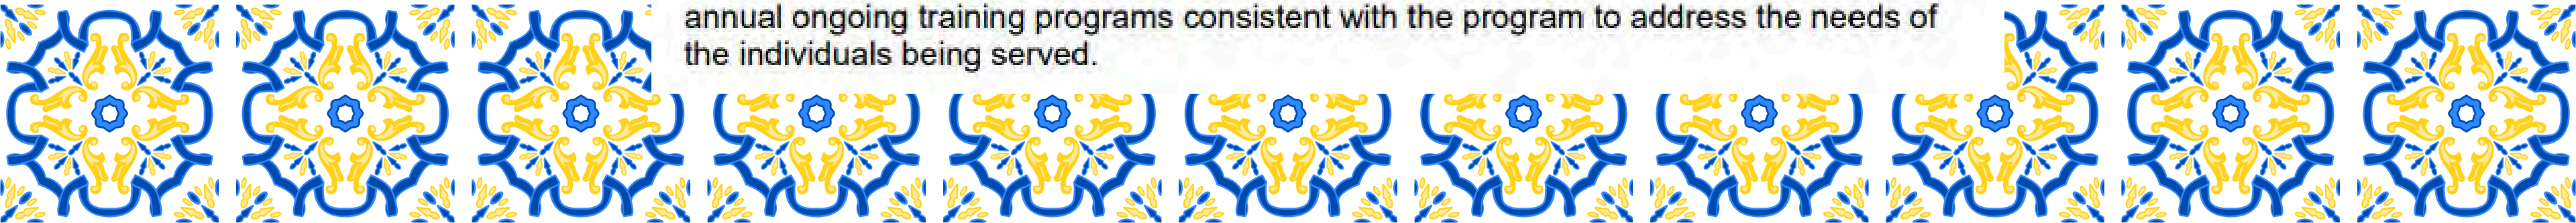 annual ongoing training programs consistent with the program to address the needs of
the individuals being served.